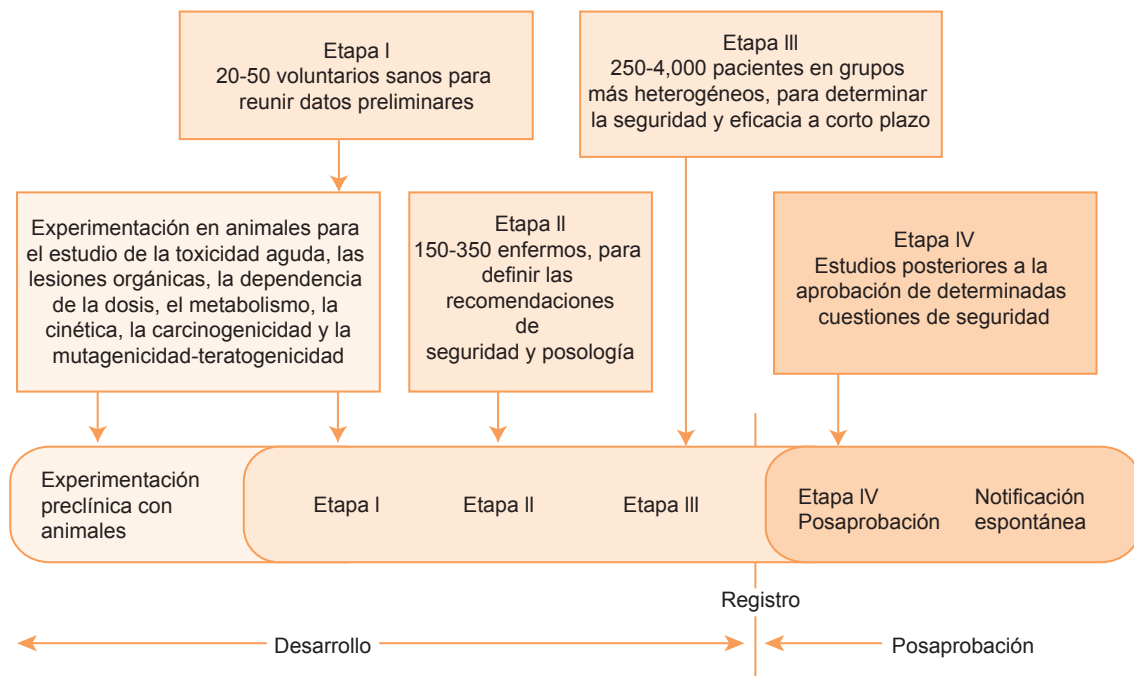 Etapa I
20-50 voluntarios sanos para
reunir datos preliminares
Etapa III
250-4,000 pacientes en grupos
más heterogéneos, para determinar
la seguridad y eficacia a corto plazo
Experimentación en animales para
el estudio de la toxicidad aguda, las
lesiones orgánicas, la dependencia
de la dosis, el metabolismo, la
cinética, la carcinogenicidad y la
mutagenicidad-teratogenicidad
Etapa II
150-350 enfermos, para
definir las
recomendaciones
de
seguridad y posología
Etapa IV
Estudios posteriores a la
aprobación de determinadas
cuestiones de seguridad
Experimentación
preclínica con
animales
Etapa I
Etapa II
Etapa III
Etapa IV
Posaprobación
Notificación
espontánea
Registro
Desarrollo
Posaprobación